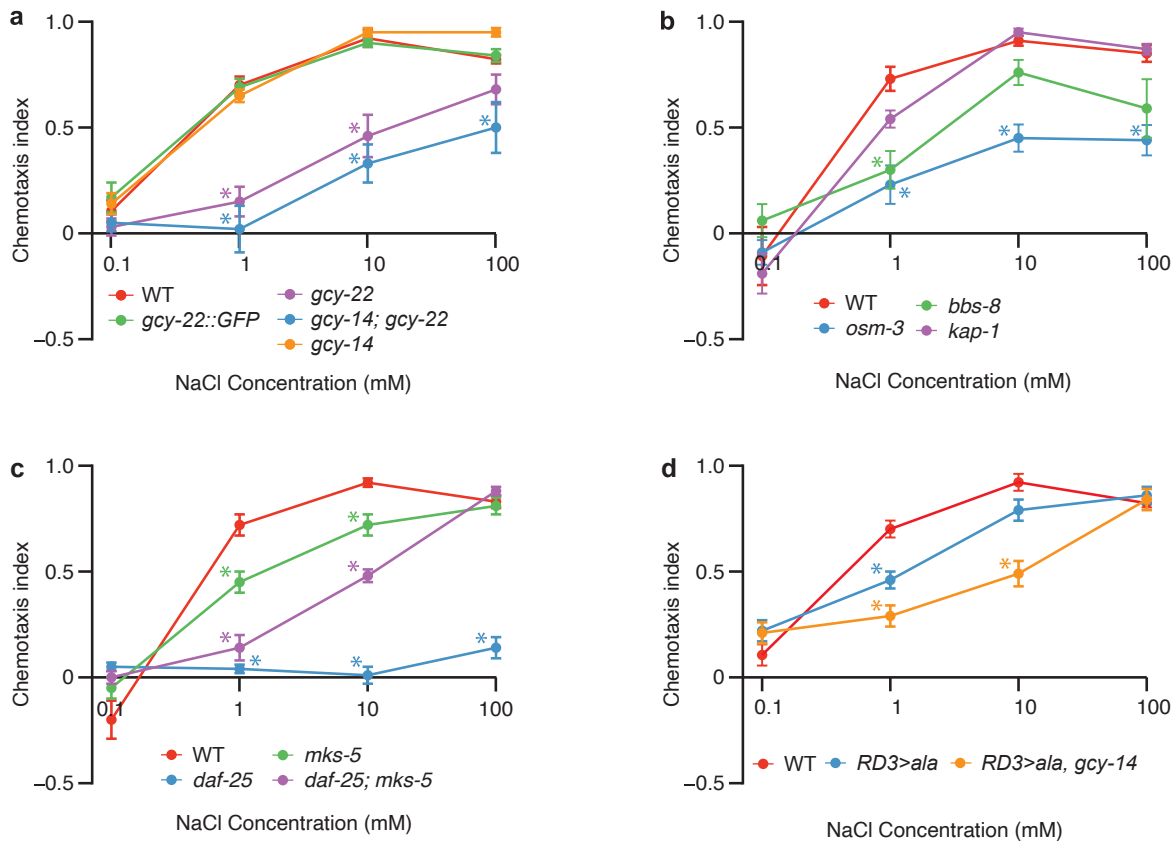 a
1.0
0.5
0
–0.5
Chemotaxis index
*
*
*
*
*
0.1 1 10 100
WT
gcy-22::GFP
gcy-22
gcy-14; gcy-22
gcy-14
NaCl Concentration (mM)
b
1.0
0.5
0
–0.5
Chemotaxis index
*
*
*
*
0.1 1 10 100
WT
osm-3
bbs-8
kap-1
NaCl Concentration (mM)
c
1.0
0.5
0
–0.5
Chemotaxis index
*
*
*
*
*
*
*
0.1 1 10 100
WT
daf-25
mks-5
daf-25; mks-5
NaCl Concentration (mM)
d
1.0
0.5
0
–0.5
Chemotaxis index
*
*
*
0.1 1 10 100
WT RD3>ala RD3>ala, gcy-14
NaCl Concentration (mM)